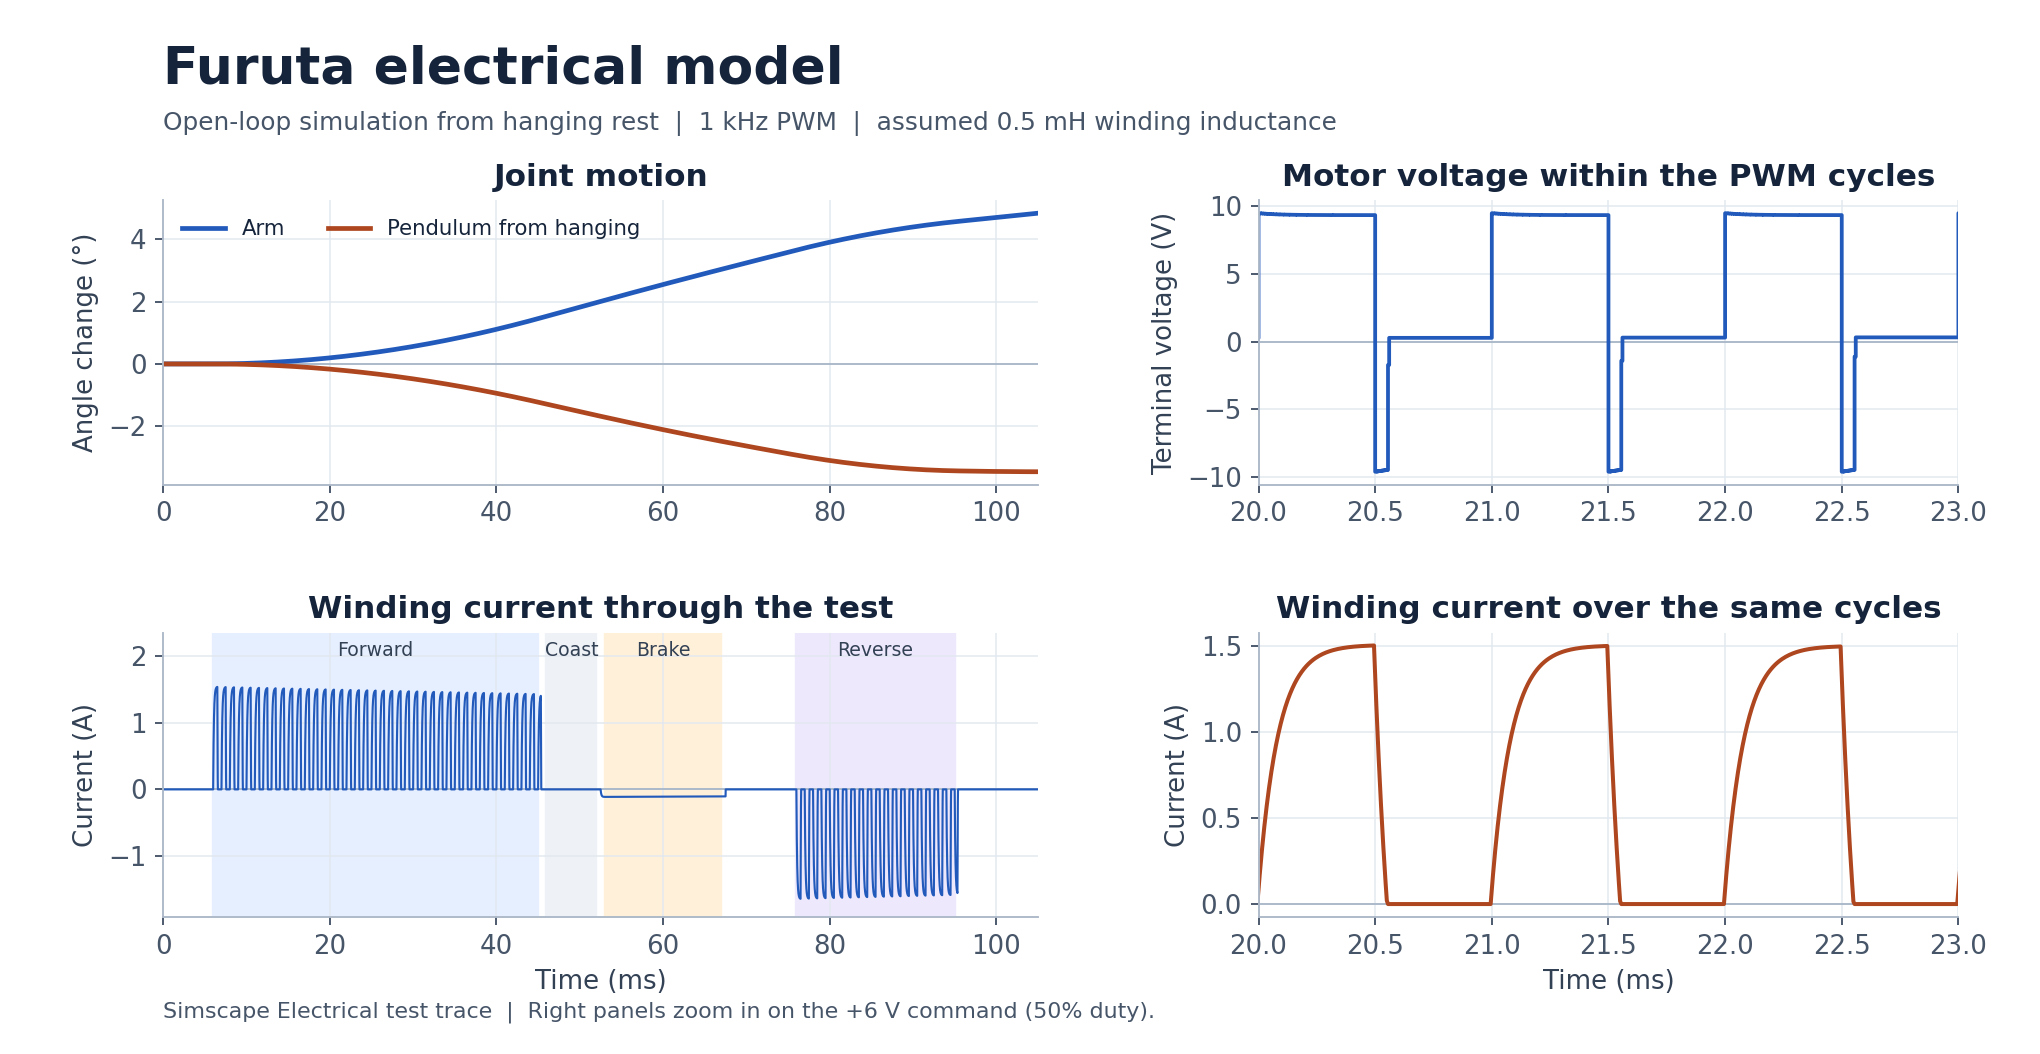 Furuta electrical model
Open-loop simulation from hanging rest | 1 kHz PWM | assumed 0.5 mH winding inductance
Joint motion
Arm
Pendulum from hanging
Angle change (°)
4
2
0
−2
0 20 40 60 80 100
Motor voltage within the PWM cycles
Terminal voltage (V)
10
5
0
−5
−10
20.0 20.5 21.0 21.5 22.0 22.5 23.0
Winding current through the test
Forward Coast Brake Reverse
Current (A)
2
1
0
−1
0 20 40 60 80 100
Time (ms)
Winding current over the same cycles
Current (A)
1.5
1.0
0.5
0.0
20.0 20.5 21.0 21.5 22.0 22.5 23.0
Time (ms)
Simscape Electrical test trace | Right panels zoom in on the +6 V command (50% duty).